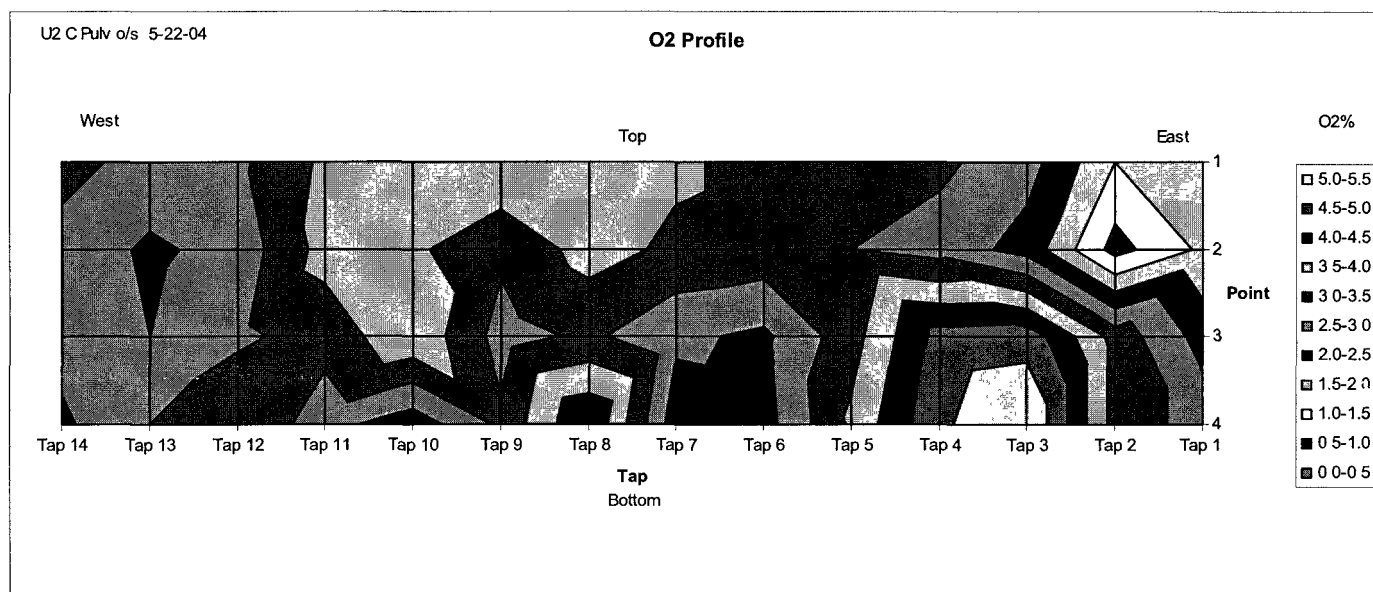 U2 C Pulv o/s 5-22-04
O2 Profile
West
Top
East
O2%
1
2
Point
3
4
5.0-5.5
4.5-5.0
4.0-4.5
3 5-4.0
3 0-3.5
2.5-3 0
2.0-2.5
1.5-2 0
1.0-1.5
0 5-1.0
0 0-0 5
Tap 14 Tap 13 Tap 12 Tap 11 Tap 10 Tap 9 Tap 8 Tap 7 Tap 6 Tap 5 Tap 4 Tap 3 Tap 2 Tap 1
Tap
Bottom